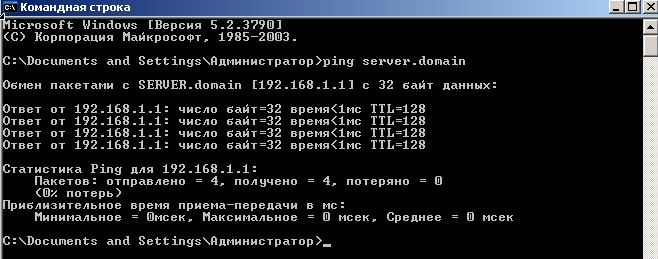 Командная строка
Microsoft Windows [Версия 5.2.3790]
(С) Корпорация Майкрософт, 1985-2003.
C:\Documents and Settings\Администратор>ping server.domain
Обмен пакетами с SERVER.domain [192.168.1.1] с 32 байт данных:
Ответ от 192.168.1.1: число байт=32 время<1мс TTL=128
Ответ от 192.168.1.1: число байт=32 время<1мс TTL=128
Ответ от 192.168.1.1: число байт=32 время<1мс TTL=128
Ответ от 192.168.1.1: число байт=32 время<1мс TTL=128
Статистика Ping для 192.168.1.1:
Пакетов: отправлено = 4, получено = 4, потеряно = 0
(0% потерь)
Приблизительное время приема-передачи в мс:
Минимальное = 0мсек, Максимальное = 0 мсек, Среднее = 0 мсек
C:\Documents and Settings\Администратор>_